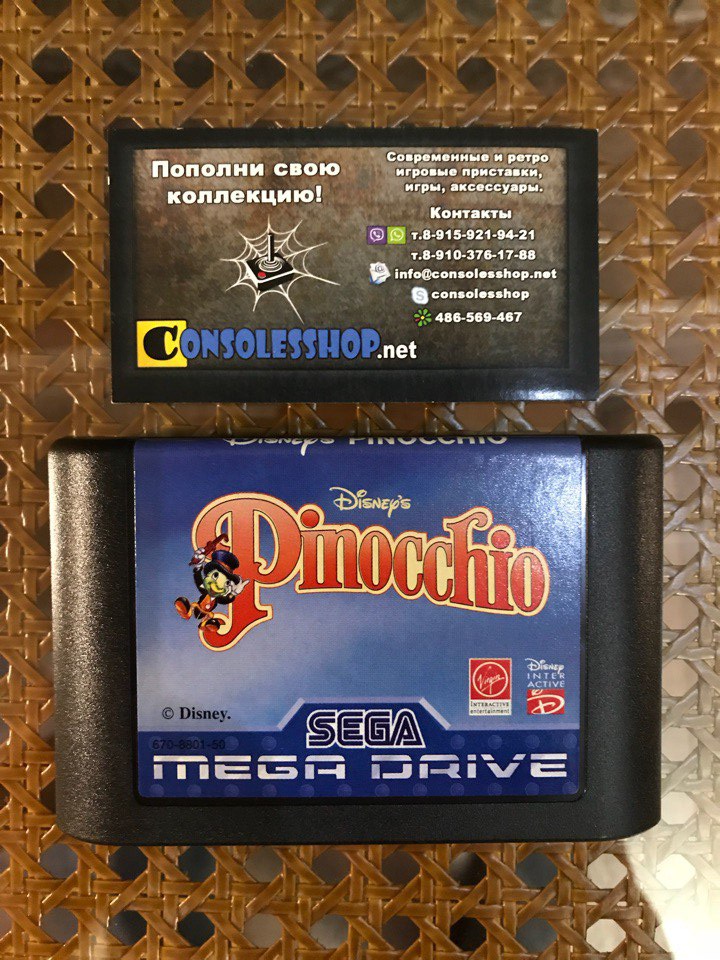 Пополни свою
коллекцию!
Современные и ретро
игровые приставки,
игры, аксессуары.
Контакты
т.8-915-921-94-21
т.8-910-376-17-88
info@consolesshop.net
consolesshop
486-569-467
CONSOLESSHOP.net
DISNEY'S PINOCCHIO
DISNEY'S
Pinocchio
Virgin
INTERACTIVE
entertainment
DISNEY
INTER
ACTIVE
D
© Disney.
670-8801-50
SEGA
MEGA DRIVE